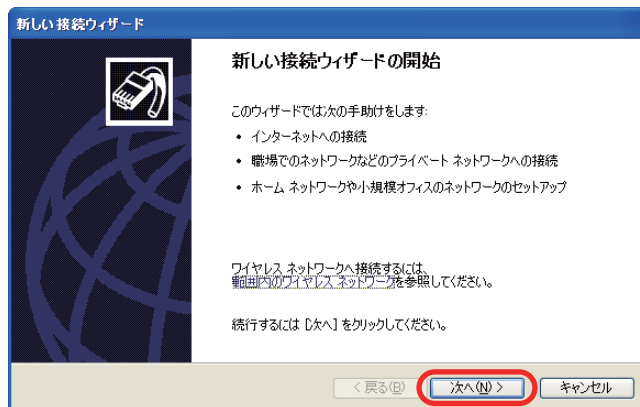 新しい接続ウィザード
新しい接続ウィザードの開始
このウィザードでは次の手助けをします:
• インターネットへの接続
• 職場でのネットワークなどのプライベート ネットワークへの接続
• ホーム ネットワークや小規模オフィスのネットワークのセットアップ
ワイヤレス ネットワークへ接続するには、
範囲内のワイヤレス ネットワークを参照してください。
続行するには [次へ] をクリックしてください。
< 戻る(B) 次へ(N) > キャンセル